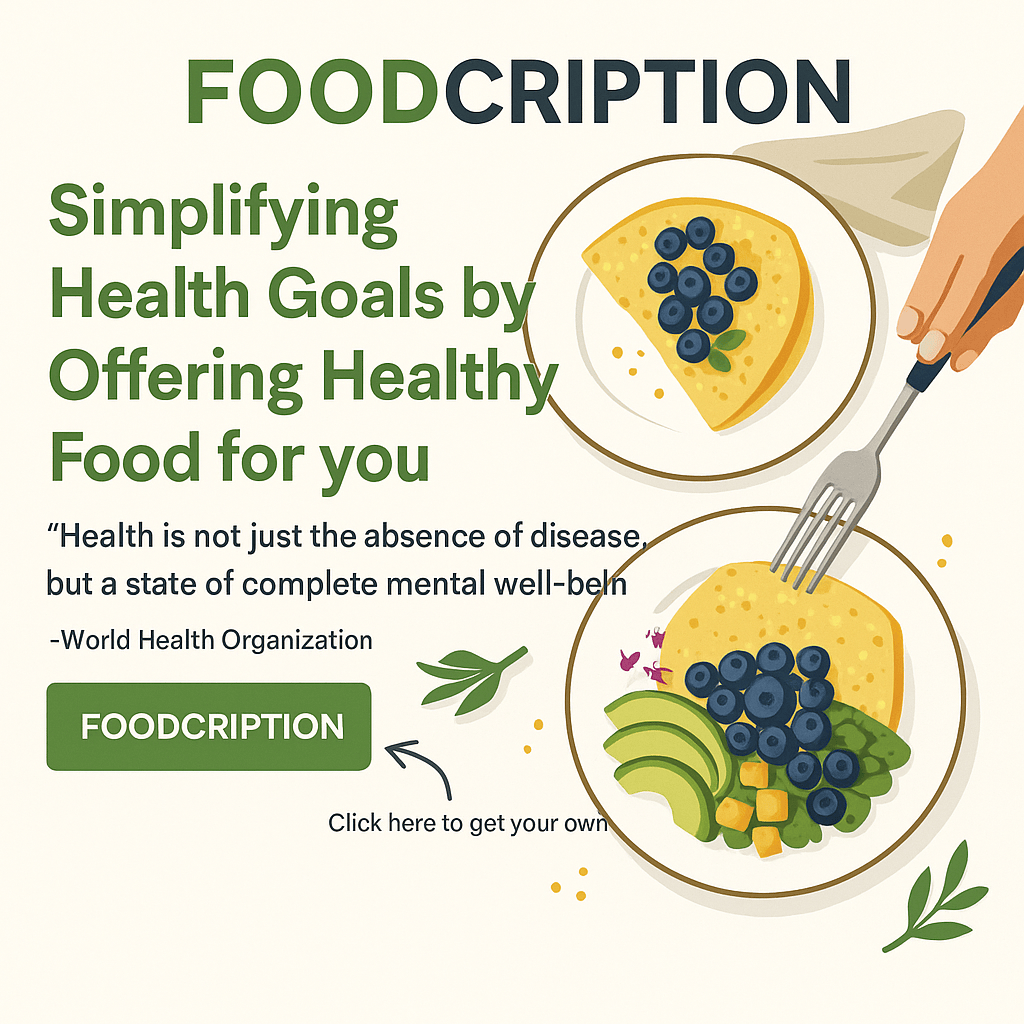 FOODCRIPTION
Simplifying
Health Goals by
Offering Healthy
Food for you
“Health is not just the absence of disease,
but a state of complete mental well-beln
-World Health Organization
FOODCRIPTION
Click here to get your own